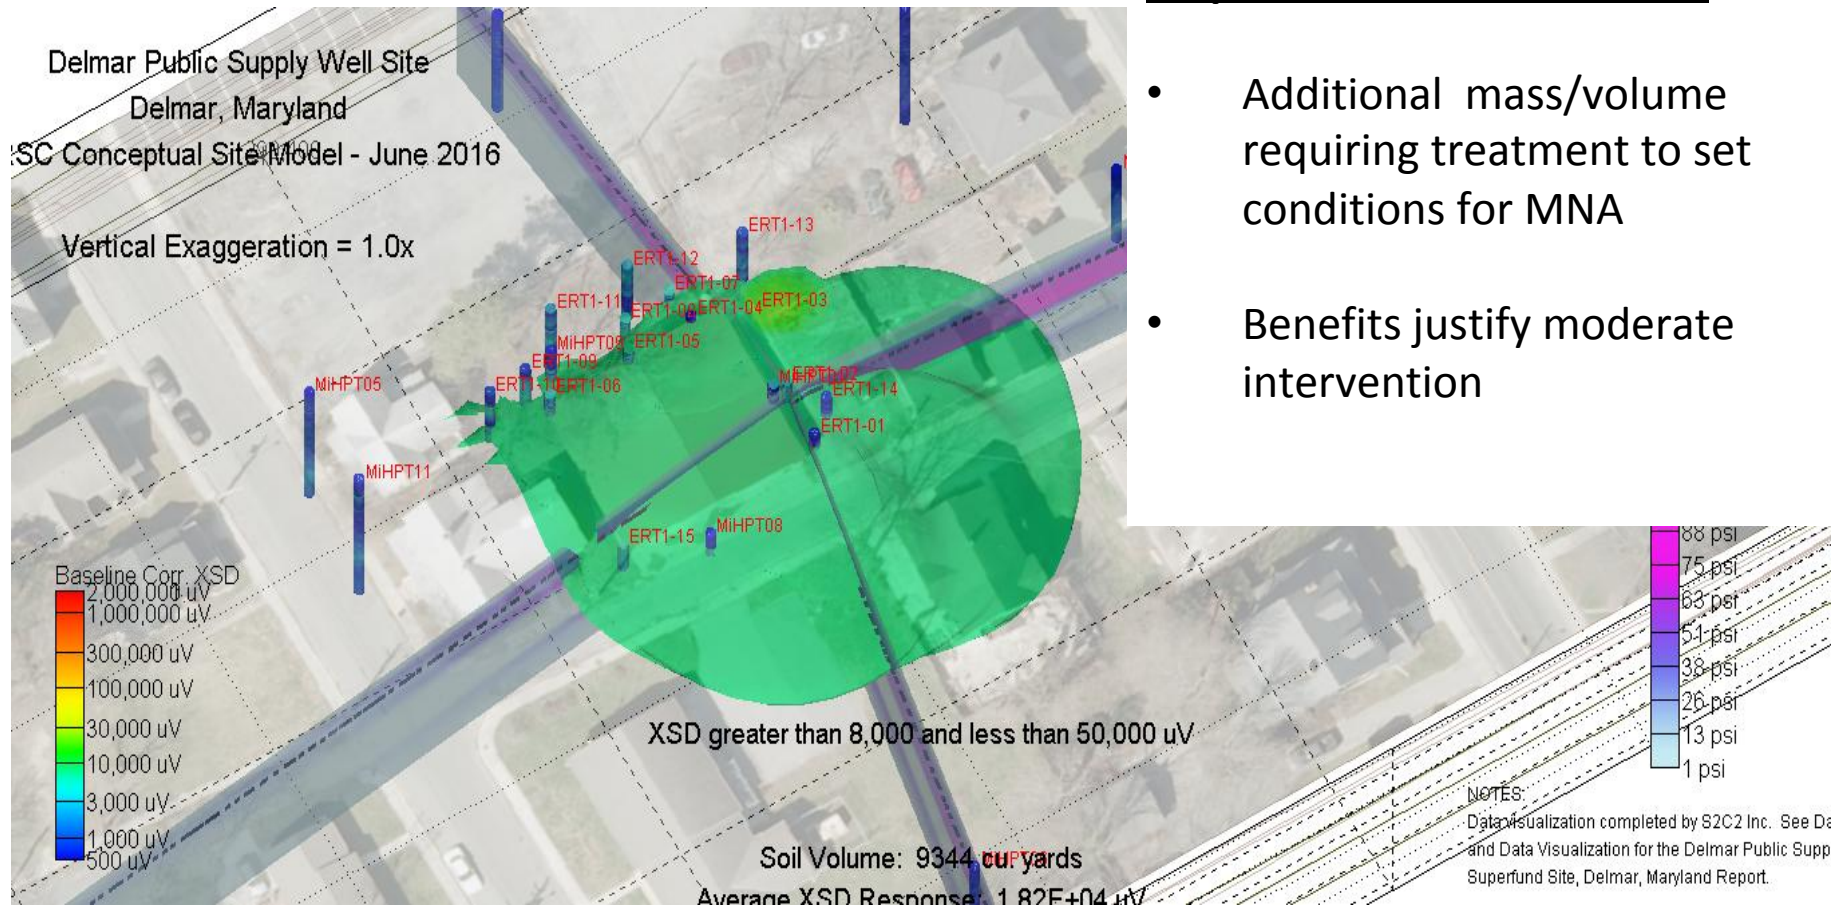 Delmar Public Supply Well Site
Delmar, Maryland
SC Conceptual Site Model - June 2016
Vertical Exaggeration = 1.0x
• Additional mass/volume
requiring treatment to set
conditions for MNA
• Benefits justify moderate
intervention
ERT1-13
ERT1-12
ERT1-07
ERT1-03
ERT1-11
ERT1-04
ERT1-05
ERT1-09
ERT1-06
MiHPT05
ERT1-14
ERT1-01
MiHPT11
ERT1-15
MiHPT08
Baseline Corr. XSD
2,000,000 uV
1,000,000 uV
300,000 uV
100,000 uV
30,000 uV
10,000 uV
3,000 uV
1,000 uV
500 uV
XSD greater than 8,000 and less than 50,000 uV
88 psi
75 psi
63 psi
51 psi
38 psi
26 psi
13 psi
1 psi
Soil Volume: 9344 cu. yards
Average XSD Response: 1.82E+04 uV
NOTES:
Data visualization completed by S2C2 Inc. See Da
and Data Visualization for the Delmar Public Supp
Superfund Site, Delmar, Maryland Report.